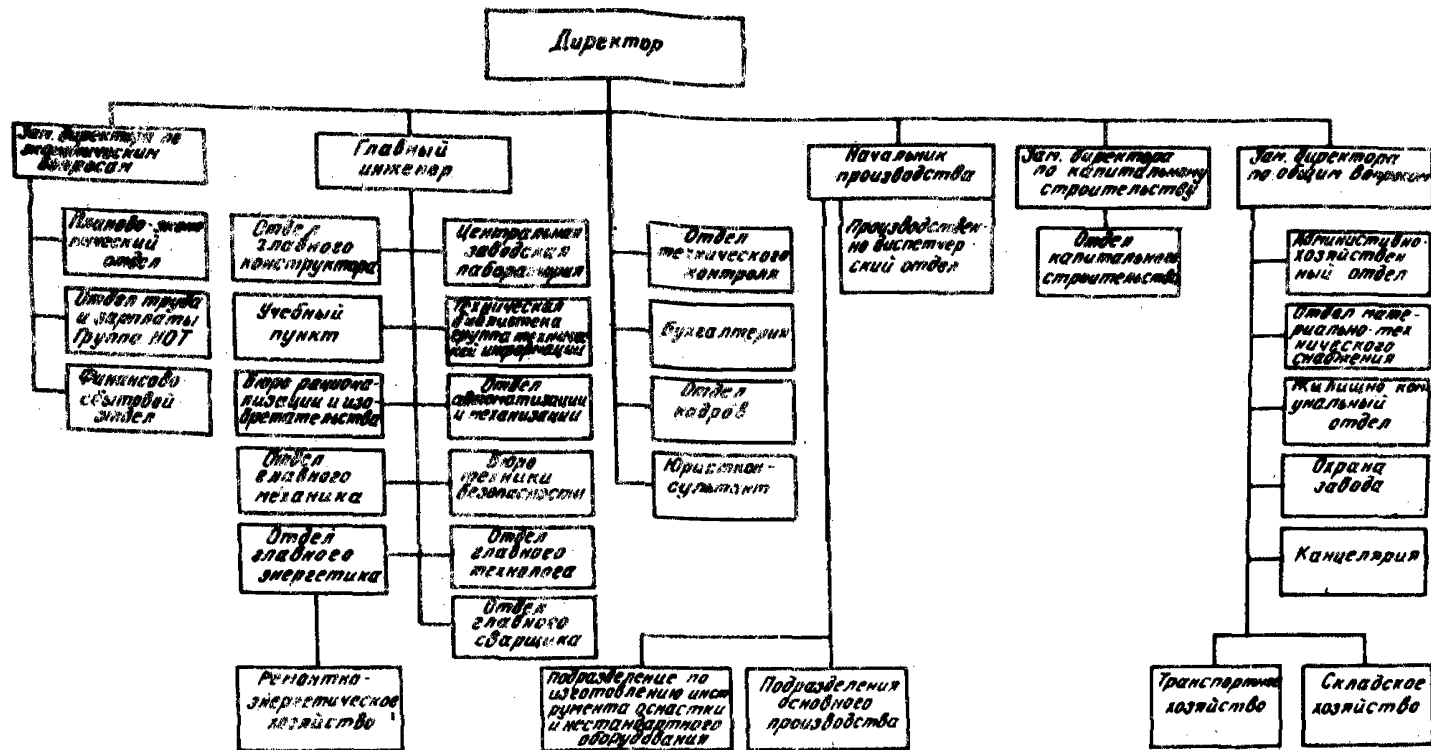 Директор
Зам. директора по
экономическим
вопросам
Главный
инженер
Начальник
производства
Зам. директора
по капитальному
строительству
Зам. директора
по общим вопросам
Планово-эконо
мический
отдел
Отдел труда
и зарплаты
Группа НОТ
Финансово
сбытовой
отдел
Отдел
главного
конструктора
Учебный
пункт
Бюро рациона-
лизации и изо-
бретательства
Отдел
главного
механика
Отдел
главного
энергетика
Ремонтно-
энергетическое
хозяйство
Центральная
заводская
лаборатория
Техническая
библиотека
группа техничес
кой информации
Отдел
автоматизации
и механизации
Бюро
техники
безопасности
Отдел
главного
технолога
Отдел
главного
сварщика
Отдел
технического
контроля
Бухгалтерия
Отдел
кадров
Юристкон-
сультант
Производствен-
но диспетчер
ский отдел
подразделение по
изготовлению инст
румента оснастки
и нестандартного
оборудования
Подразделения
основного
производства
Отдел
капитального
строительства
Администивно-
хозяйствен
ный отдел
Отдел мате-
риально-тех
нического
снабжения
Жилищно ком
унальный
отдел
Охрана
завода
Канцелярия
Транспортное
хозяйство
Складское
хозяйство